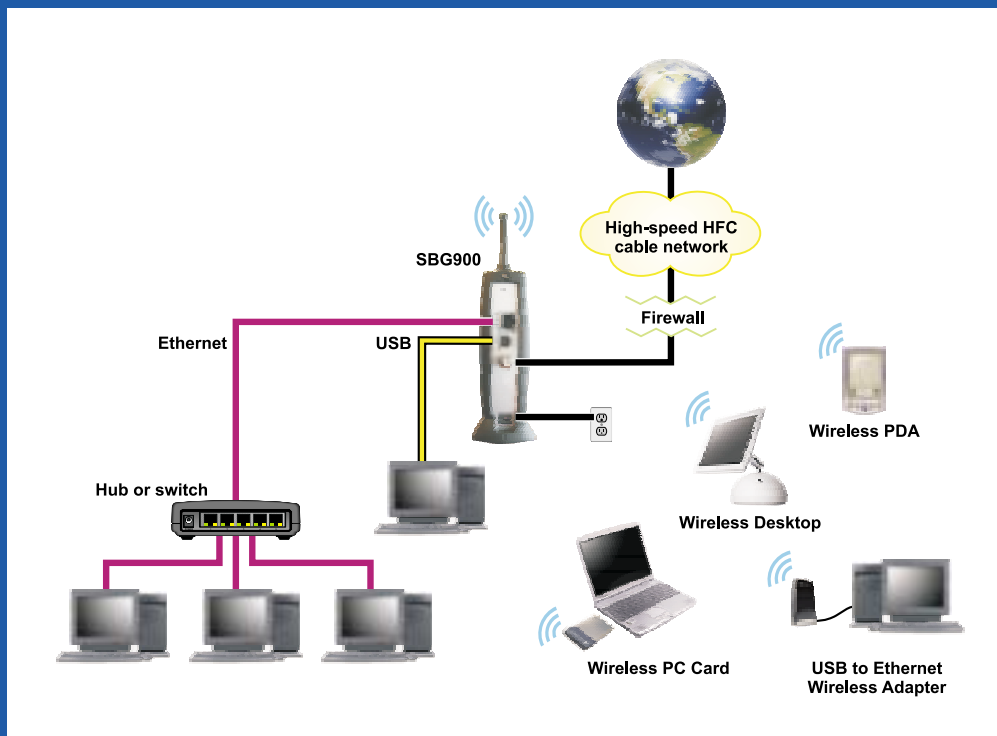 High-speed HFC
cable network
SBG900
Firewall
Ethernet
USB
Wireless PDA
Hub or switch
Wireless Desktop
Wireless PC Card
USB to Ethernet
Wireless Adapter